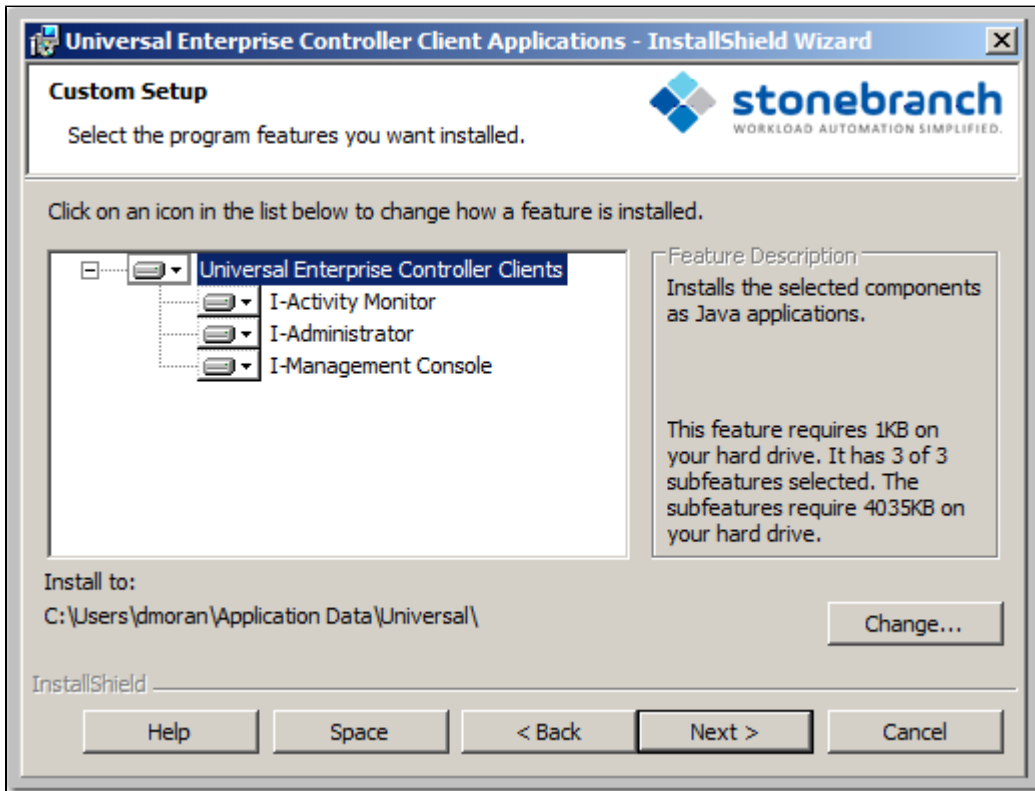 Universal Enterprise Controller Client Applications - InstallShield Wizard
Custom Setup
Select the program features you want installed.
stonebranch
WORKLOAD AUTOMATION SIMPLIFIED.
Click on an icon in the list below to change how a feature is installed.
Universal Enterprise Controller Clients
I-Activity Monitor
I-Administrator
I-Management Console
Feature Description
Installs the selected components
as Java applications.
This feature requires 1KB on
your hard drive. It has 3 of 3
subfeatures selected. The
subfeatures require 4035KB on
your hard drive.
Install to:
C:\Users\dmoran\Application Data\Universal\
Change...
InstallShield
Help
Space
< Back
Next >
Cancel